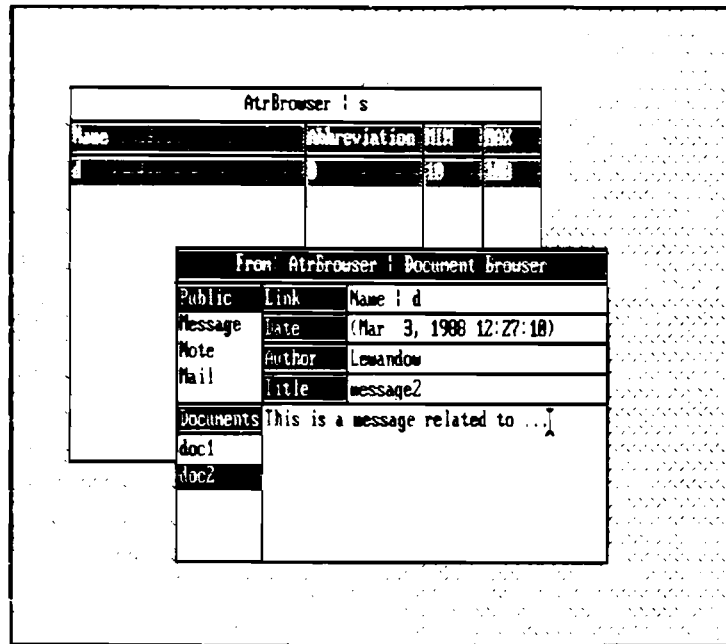 AtrBrowser | s
Name Abbreviation MIN MAX
d
From: AtrBrowser | Document Browser
Public Link Name | d
Message Date (Mar 3, 1988 12:27:10)
Note Author Lewandow
Mail Title message2
Documents This is a message related to ...
doc1
doc2